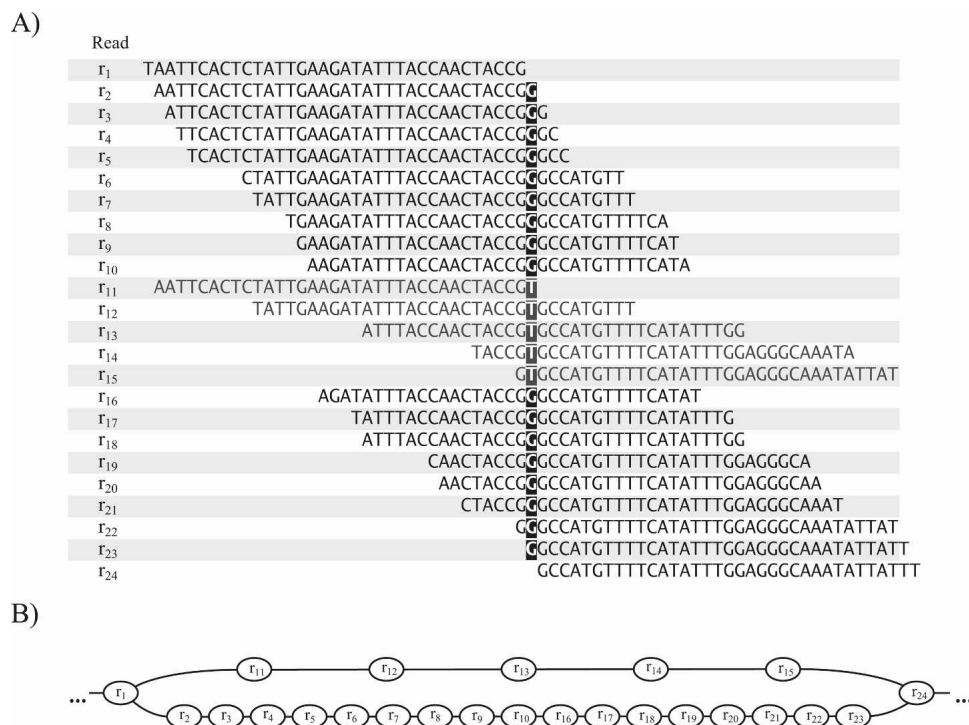 A)
Read
r1 TAATTCACTCTATTGAAGATATTTACCAACTACCG
r2 AATTCACTCTATTGAAGATATTTACCAACTACCGG
r3 ATTCACTCTATTGAAGATATTTACCAACTACCGGG
r4 TTCACTCTATTGAAGATATTTACCAACTACCGGGC
r5 TCACTCTATTGAAGATATTTACCAACTACCGGGCC
r6 CTATTGAAGATATTTACCAACTACCGGGCCATGTT
r7 TATTGAAGATATTTACCAACTACCGGGCCATGTTT
r8 TGAAGATATTTACCAACTACCGGGCCATGTTTTCA
r9 GAAGATATTTACCAACTACCGGGCCATGTTTTCAT
r10 AAGATATTTACCAACTACCGGGCCATGTTTTCATA
r11 AATTCACTCTATTGAAGATATTTACCAACTACCGT
r12 TATTGAAGATATTTACCAACTACCGTGCCATGTTT
r13 ATTTACCAACTACCGTGCCATGTTTTCATATTTGG
r14 TACCGTGCCATGTTTTCATATTTGGAGGGCAAATA
r15 GTGCCATGTTTTCATATTTGGAGGGCAAATATTAT
r16 AGATATTTACCAACTACCGGGCCATGTTTTCATAT
r17 TATTTACCAACTACCGGGCCATGTTTTCATATTTG
r18 ATTTACCAACTACCGGGCCATGTTTTCATATTTGG
r19 CAACTACCGGGCCATGTTTTCATATTTGGAGGGCA
r20 AACTACCGGGCCATGTTTTCATATTTGGAGGGCAA
r21 CTACCGGGCCATGTTTTCATATTTGGAGGGCAAAT
r22 GGGCCATGTTTTCATATTTGGAGGGCAAATATTAT
r23 GGCCATGTTTTCATATTTGGAGGGCAAATATTATT
r24 GCCATGTTTTCATATTTGGAGGGCAAATATTATTT
B)
r11 r12 r13 r14 r15
... r1 r24 ...
r2 r3 r4 r5 r6 r7 r8 r9 r10 r16 r17 r18 r19 r20 r21 r22 r23